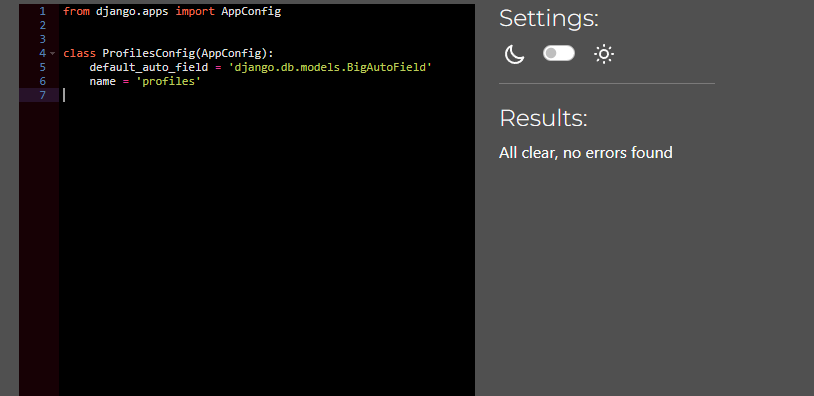 1 from django.apps import AppConfig
2
3
4 class ProfilesConfig(AppConfig):
5     default_auto_field = 'django.db.models.BigAutoField'
6     name = 'profiles'
7
Settings:
Results:
All clear, no errors found